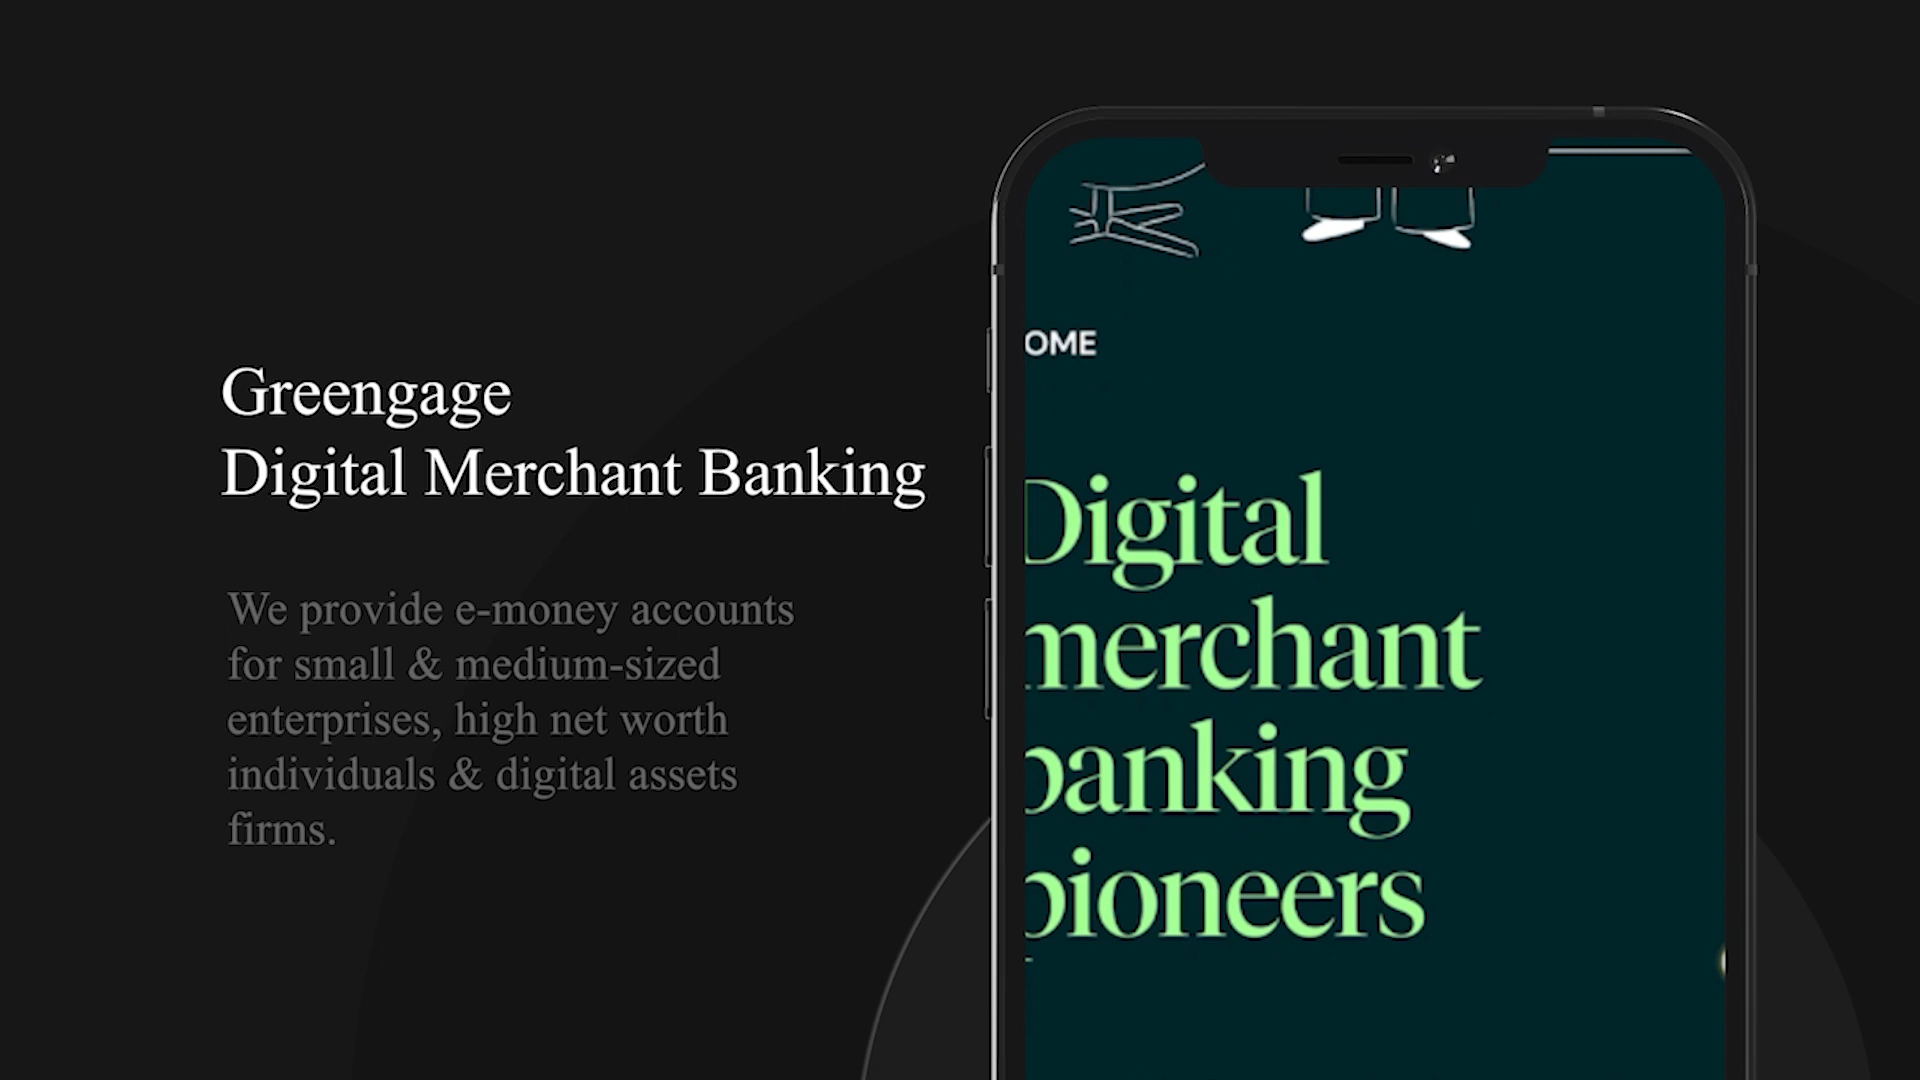 Greengage
Digital Merchant Banking
We provide e-money accounts
for small & medium-sized
enterprises, high net worth
individuals & digital assets
firms.
OME
Digital
merchant
banking
pioneers